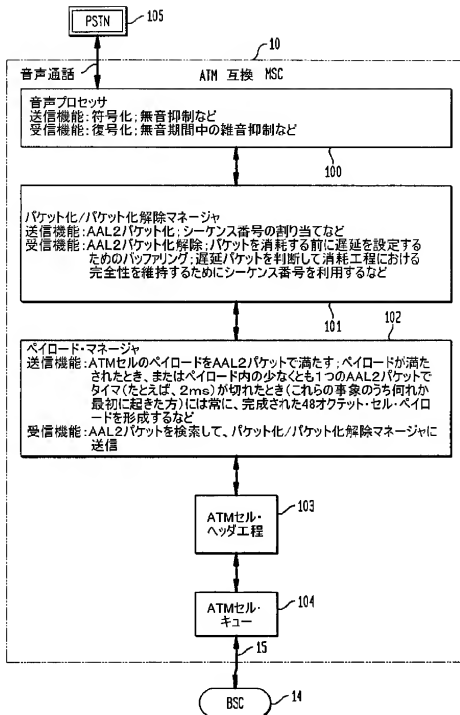 PSTN
105
音声通話
ATM 互換 MSC
10
音声プロセッサ
送信機能:符号化;無音抑制など
受信機能:復号化;無音期間中の雑音抑制など
100
パケット化/パケット化解除マネージャ
送信機能:AAL2パケット化;シーケンス番号の割り当てなど
受信機能:AAL2パケット化解除;パケットを消耗する前に遅延を設定する
ためのバッファリング;遅延パケットを判断して消耗工程における
完全性を維持するためにシーケンス番号を利用するなど
101
102
ペイロード・マネージャ
送信機能:ATMセルのペイロードをAAL2パケットで満たす;ペイロードが満た
されたとき、またはペイロード内の少なくとも1つのAAL2パケットで
タイマ(たとえば、2ms)が切れたとき(これらの事象のうち何れか
最初に起きた方)には常に、完成された48オクテット・セル・ペイロ
ードを形成するなど
受信機能:AAL2パケットを検索して、パケット化/パケット化解除マネージャに
送信
ATMセル・
ヘッダ工程
103
ATMセル・
キュー
104
15
BSC
14